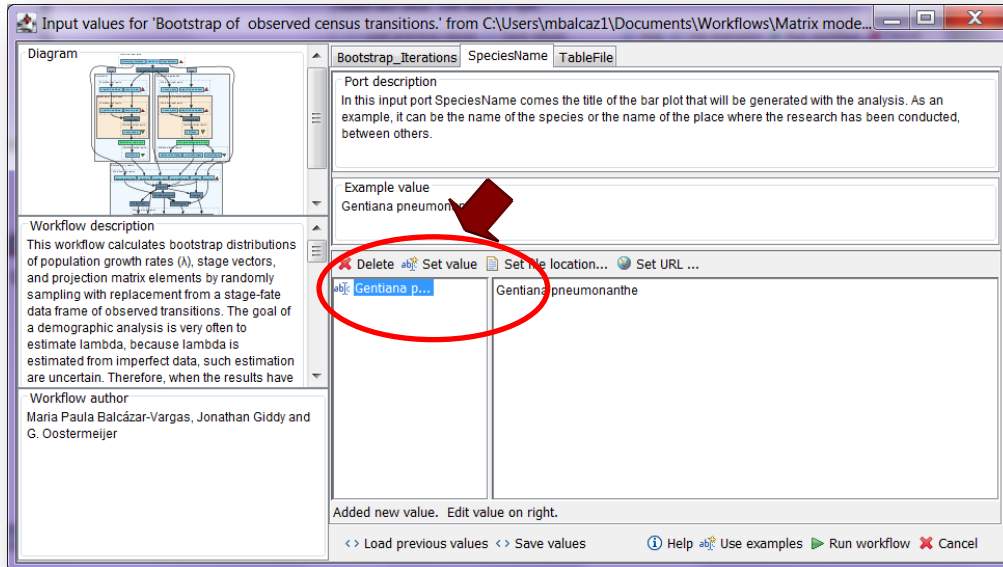 Input values for 'Bootstrap of observed census transitions.' from C:\Users\mbalcaz1\Documents\Workflows\Matrix mode...
Diagram
Workflow description
This workflow calculates bootstrap distributions
of population growth rates (λ), stage vectors,
and projection matrix elements by randomly
sampling with replacement from a stage-fate
data frame of observed transitions. The goal of
a demographic analysis is very often to
estimate lambda, because lambda is
estimated from imperfect data, such estimation
are uncertain. Therefore, when the results have
Workflow author
Maria Paula Balcázar-Vargas, Jonathan Giddy and
G. Oostermeijer
Bootstrap_Iterations SpeciesName TableFile
Port description
In this input port SpeciesName comes the title of the bar plot that will be generated with the analysis. As an
example, it can be the name of the species or the name of the place where the research has been conducted,
between others.
Example value
Gentiana
Delete Set value Set file location... Set URL ...
Gentiana p...
Gentiana pneumonanthe
Added new value. Edit value on right.
<> Load previous values <> Save values Help Use examples Run workflow Cancel